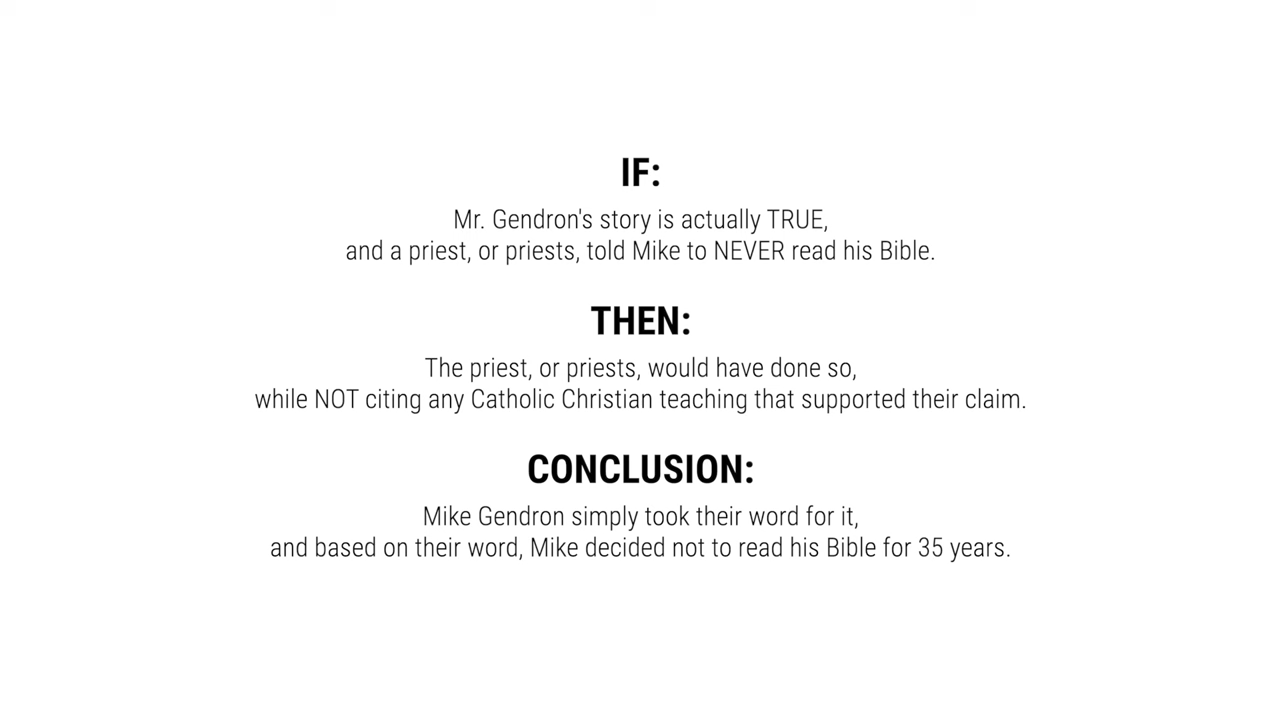 IF:
Mr. Gendron's story is actually TRUE,
and a priest, or priests, told Mike to NEVER read his Bible.
THEN:
The priest, or priests, would have done so,
while NOT citing any Catholic Christian teaching that supported their claim.
CONCLUSION:
Mike Gendron simply took their word for it,
and based on their word, Mike decided not to read his Bible for 35 years.